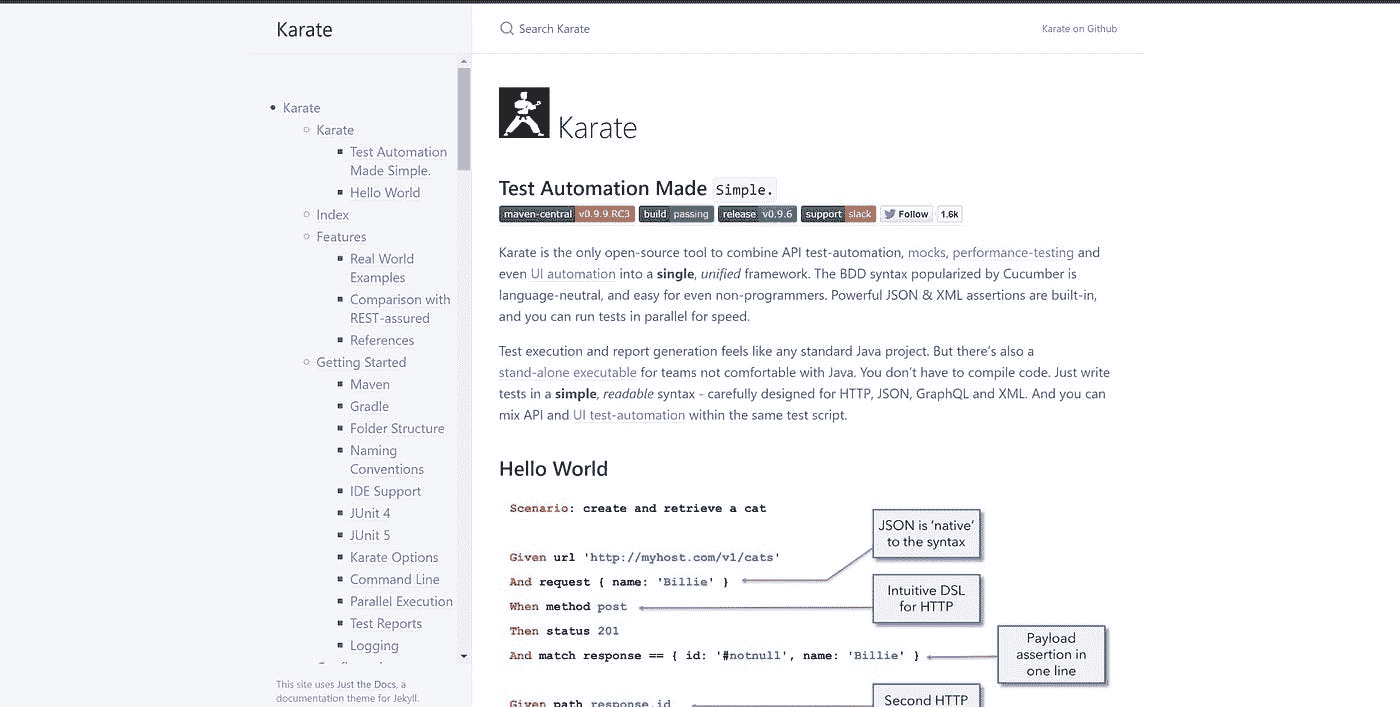 Karate
Search Karate
Karate on Github
Karate
Karate
Test Automation
Made Simple.
Hello World
Index
Features
Real World
Examples
Comparison with
REST-assured
References
Getting Started
Maven
Gradle
Folder Structure
Naming
Conventions
IDE Support
JUnit 4
JUnit 5
Karate Options
Command Line
Parallel Execution
Test Reports
Logging
This site uses Just the Docs, a
documentation theme for Jekyll.
Karate
Test Automation Made Simple.
maven-central v0.9.9.RC3 build passing release v0.9.6 support slack Follow 1.6k
Karate is the only open-source tool to combine API test-automation, mocks, performance-testing and
even UI automation into a single, unified framework. The BDD syntax popularized by Cucumber is
language-neutral, and easy for even non-programmers. Powerful JSON & XML assertions are built-in,
and you can run tests in parallel for speed.
Test execution and report generation feels like any standard Java project. But there's also a
stand-alone executable for teams not comfortable with Java. You don't have to compile code. Just write
tests in a simple, readable syntax - carefully designed for HTTP, JSON, GraphQL and XML. And you can
mix API and UI test-automation within the same test script.
Hello World
Scenario: create and retrieve a cat
Given url 'http://myhost.com/v1/cats'
And request { name: 'Billie' }
When method post
Then status 201
And match response == { id: '#notnull', name: 'Billie' }
Given path response.id
JSON is 'native'
to the syntax
Intuitive DSL
for HTTP
Payload
assertion in
one line
Second HTTP